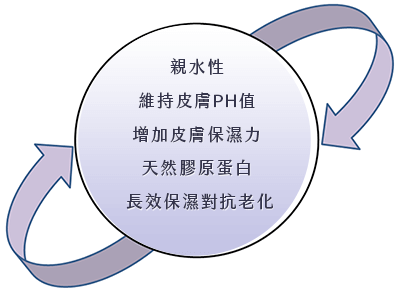 親水性
維持皮膚PH值
增加皮膚保濕力
天然膠原蛋白
長效保濕對抗老化